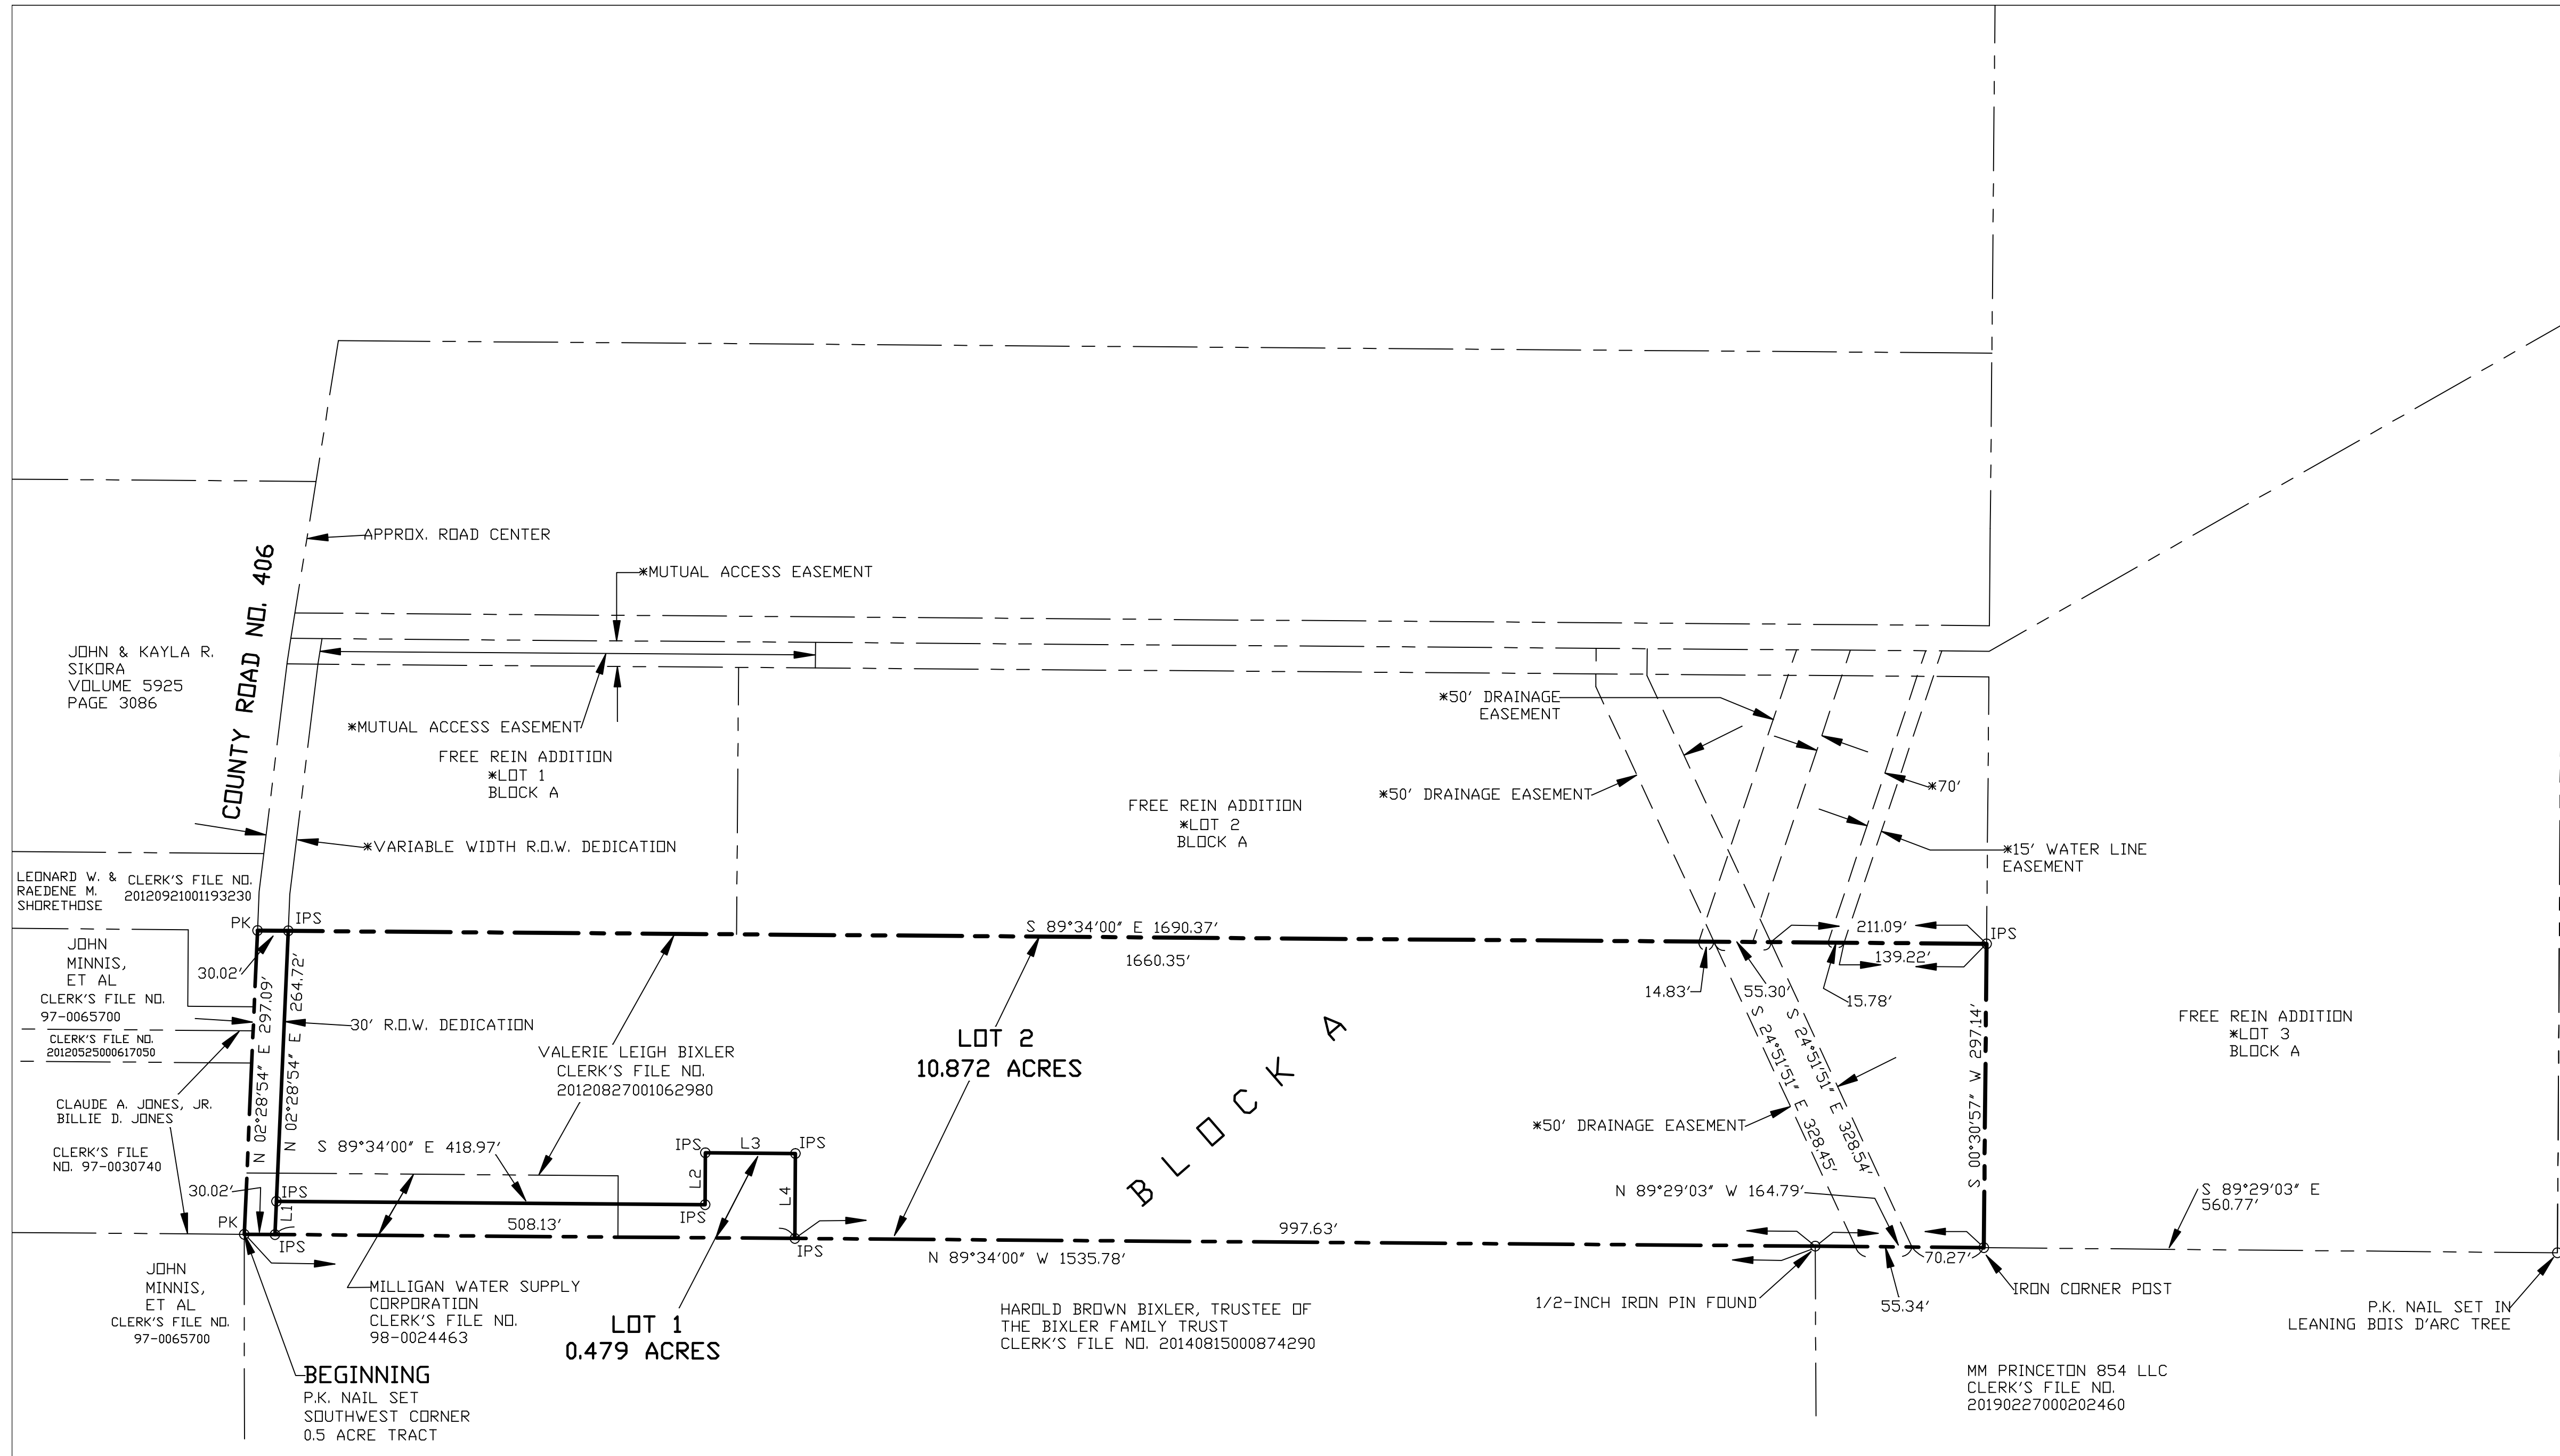 APPROX. ROAD CENTER
*MUTUAL ACCESS EASEMENT
COUNTY ROAD NO. 406
JOHN & KAYLA R.
SIKORA
VOLUME 5925
PAGE 3086
*MUTUAL ACCESS EASEMENT
FREE REIN ADDITION
*LOT 1
BLOCK A
*50' DRAINAGE
EASEMENT
*50' DRAINAGE EASEMENT
*70'
FREE REIN ADDITION
*LOT 2
BLOCK A
*VARIABLE WIDTH R.O.W. DEDICATION
*15' WATER LINE
EASEMENT
LEONARD W. &
RAEDENE M.
SHORETHOSE
CLERK'S FILE NO.
20120921001193230
PK
IPS
S 89°34'00" E 1690.37'
1660.35'
211.09'
IPS
139.22'
14.83'
55.30'
15.78'
JOHN
MINNIS,
ET AL
CLERK'S FILE NO.
97-0065700
30.02'
N 02°28'54" E 297.09'
N 02°28'54" E 264.72'
30' R.O.W. DEDICATION
CLERK'S FILE NO.
20120525000617050
VALERIE LEIGH BIXLER
CLERK'S FILE NO.
20120827001062980
LOT 2
10.872 ACRES
BLOCK A
S 24°51'51" E 328.45'
S 24°51'51" E 328.54'
S 00°30'57" W 297.14'
FREE REIN ADDITION
*LOT 3
BLOCK A
CLAUDE A. JONES, JR.
BILLIE D. JONES
CLERK'S FILE
NO. 97-0030740
*50' DRAINAGE EASEMENT
S 89°34'00" E 418.97'
IPS
L3
IPS
L2
L4
30.02'
IPS
L1
IPS
PK
IPS
508.13'
IPS
997.63'
N 89°34'00" W 1535.78'
N 89°29'03" W 164.79'
70.27'
55.34'
S 89°29'03" E
560.77'
IRON CORNER POST
1/2-INCH IRON PIN FOUND
P.K. NAIL SET IN
LEANING BOIS D'ARC TREE
JOHN
MINNIS,
ET AL
CLERK'S FILE NO.
97-0065700
MILLIGAN WATER SUPPLY
CORPORATION
CLERK'S FILE NO.
98-0024463
LOT 1
0.479 ACRES
HAROLD BROWN BIXLER, TRUSTEE OF
THE BIXLER FAMILY TRUST
CLERK'S FILE NO. 20140815000874290
BEGINNING
P.K. NAIL SET
SOUTHWEST CORNER
0.5 ACRE TRACT
MM PRINCETON 854 LLC
CLERK'S FILE NO.
20190227000202460